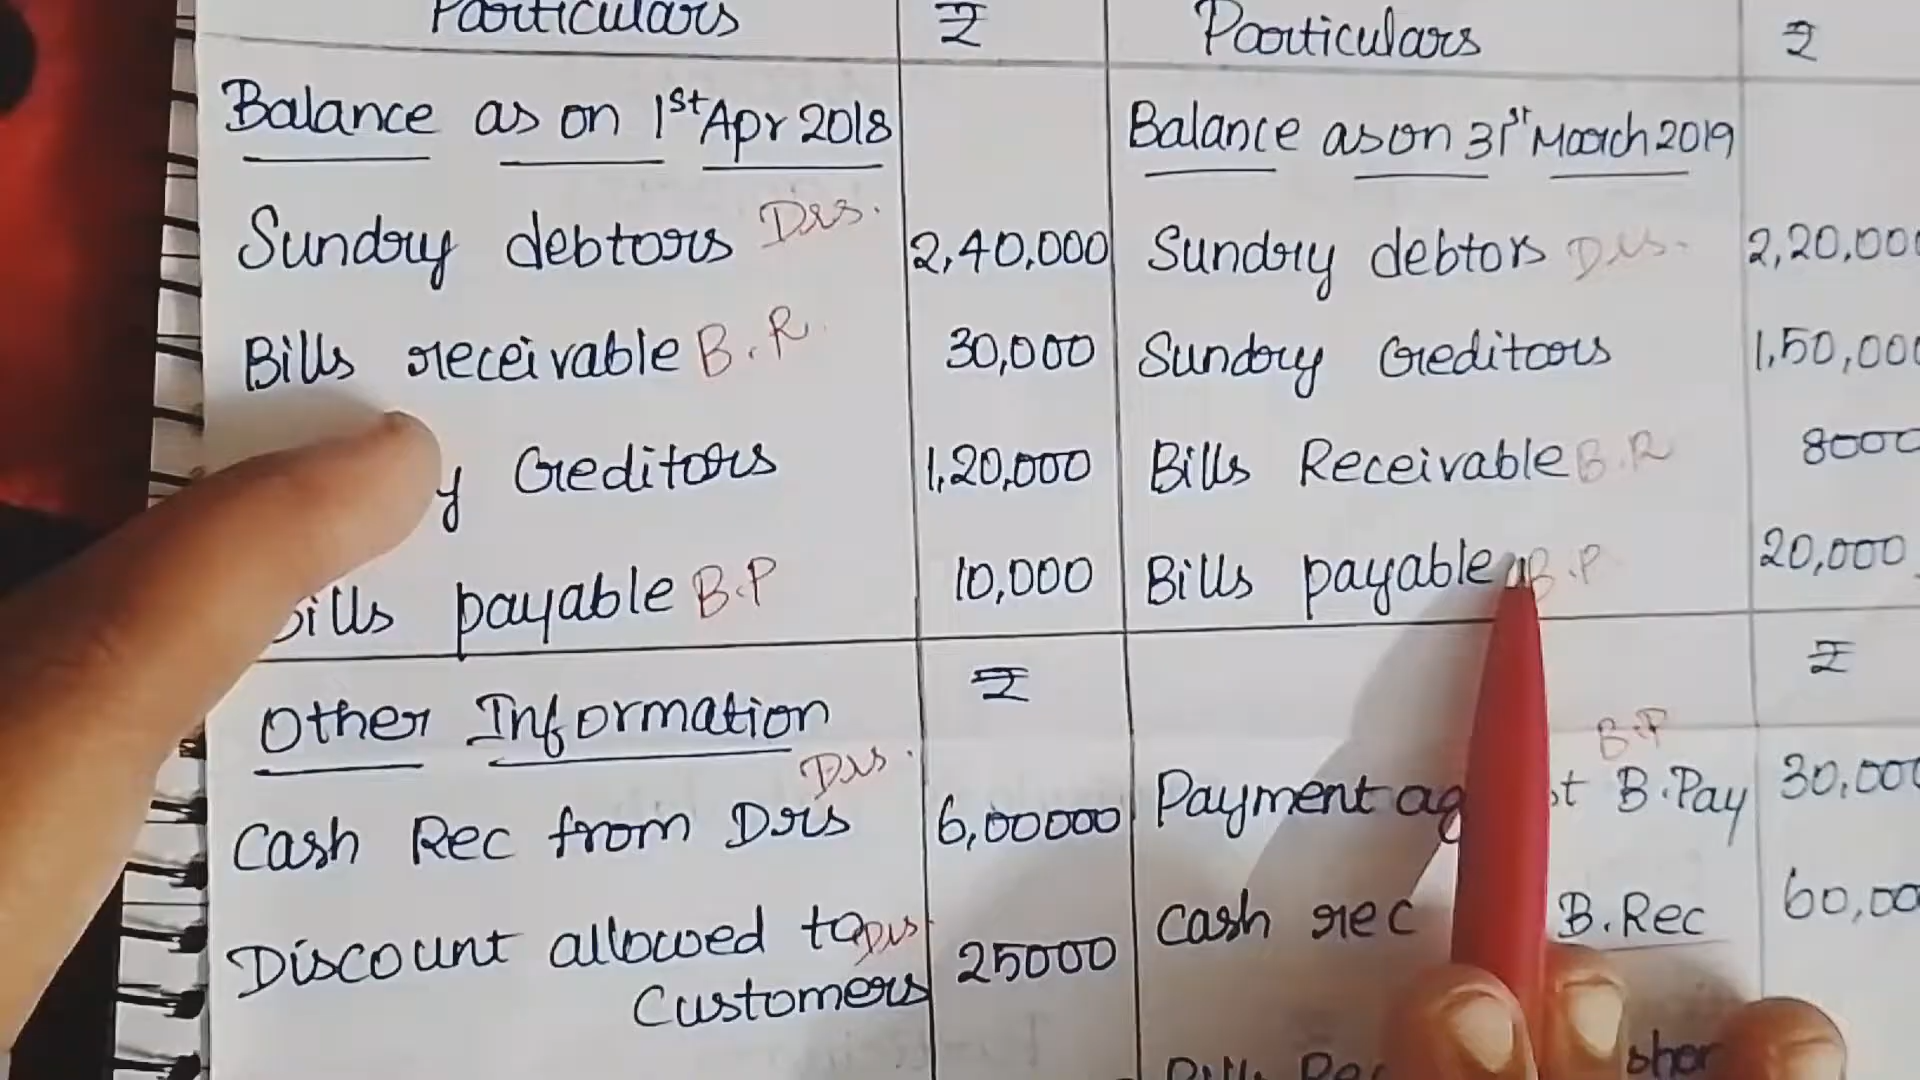 Particulars ₹ Particulars ₹
Balance as on 1st Apr 2018 Balance as on 31st March 2019
Sundry debtors Drs. 2,40,000 Sundry debtors Drs. 2,20,000
Bills receivable B.R. 30,000 Sundry Creditors 1,50,000
Creditors 1,20,000 Bills Receivable B.R 8000
Bills payable B.P 10,000 Bills payable B.P. 20,000
Other Information ₹ ₹
Cash Rec from Drs Drs. 6,00000 Payment B.Pay B.P 30,000
Discount allowed to Drs 25000 Cash rec B.Rec 60,00
Customers